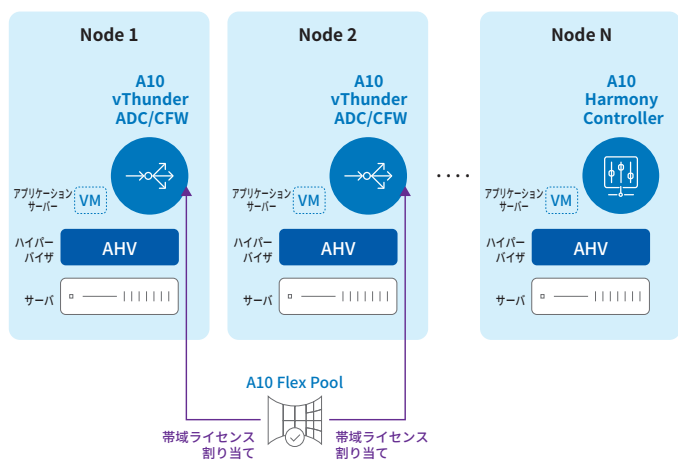 Node 1
A10
vThunder
ADC/CFW
アプリケーション
サーバー
VM
ハイパー
バイザ
AHV
サーバ
Node 2
A10
vThunder
ADC/CFW
アプリケーション
サーバー
VM
ハイパー
バイザ
AHV
サーバ
Node N
A10
Harmony
Controller
アプリケーション
サーバー
VM
ハイパー
バイザ
AHV
サーバ
A10 Flex Pool
帯域ライセンス
割り当て
帯域ライセンス
割り当て